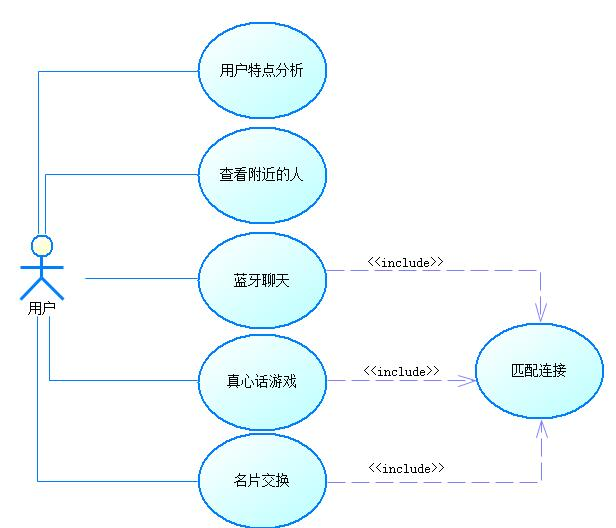 用户特点分析
查看附近的人
蓝牙聊天
<<include>>
用户
真心话游戏
<<include>>
匹配连接
名片交换
<<include>>